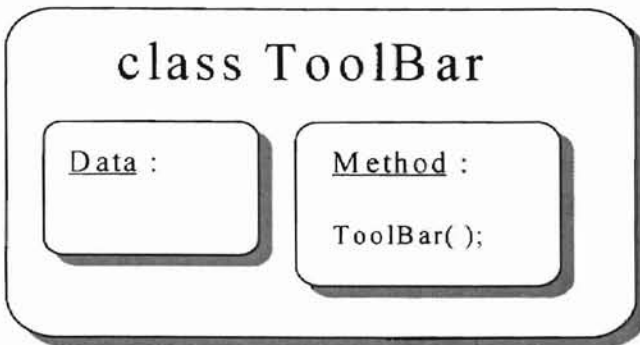 class ToolBar
Data :
Method :
ToolBar( );